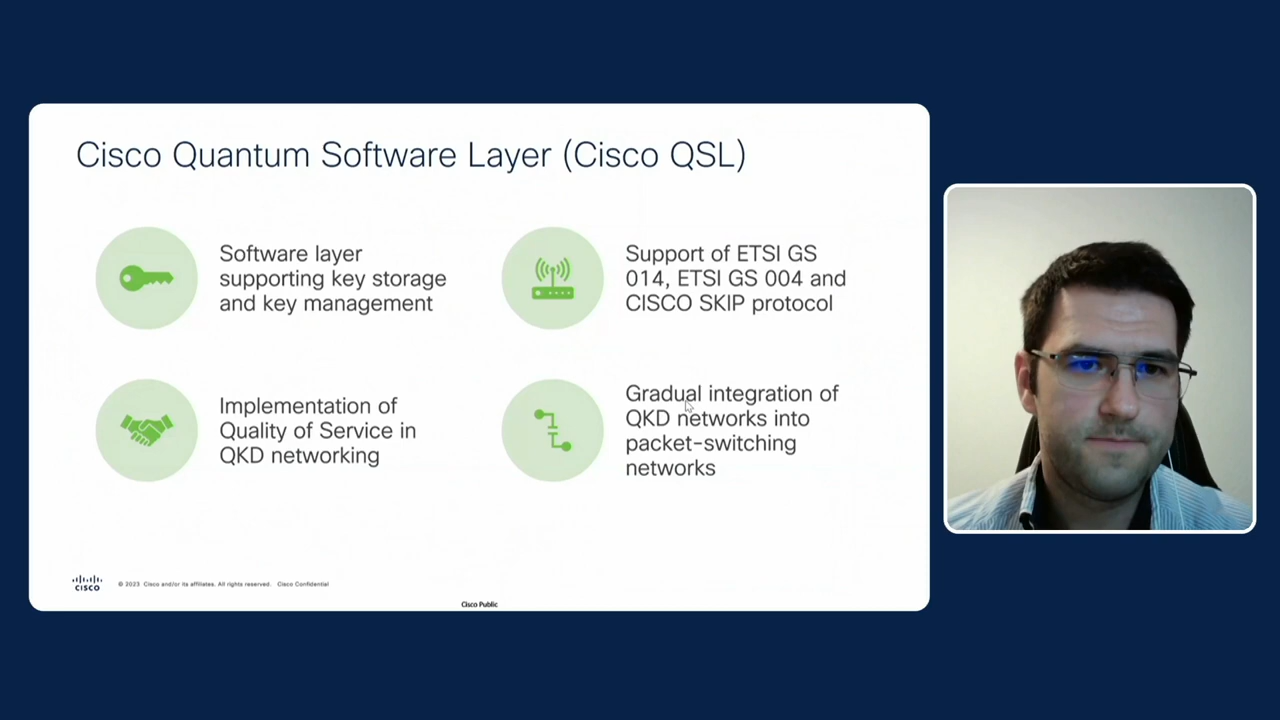 Cisco Quantum Software Layer (Cisco QSL)
Software layer
supporting key storage
and key management
Support of ETSI GS
014, ETSI GS 004 and
CISCO SKIP protocol
Implementation of
Quality of Service in
QKD networking
Gradual integration of
QKD networks into
packet-switching
networks
CISCO
© 2023 Cisco and/or its affiliates. All rights reserved. Cisco Confidential
Cisco Public